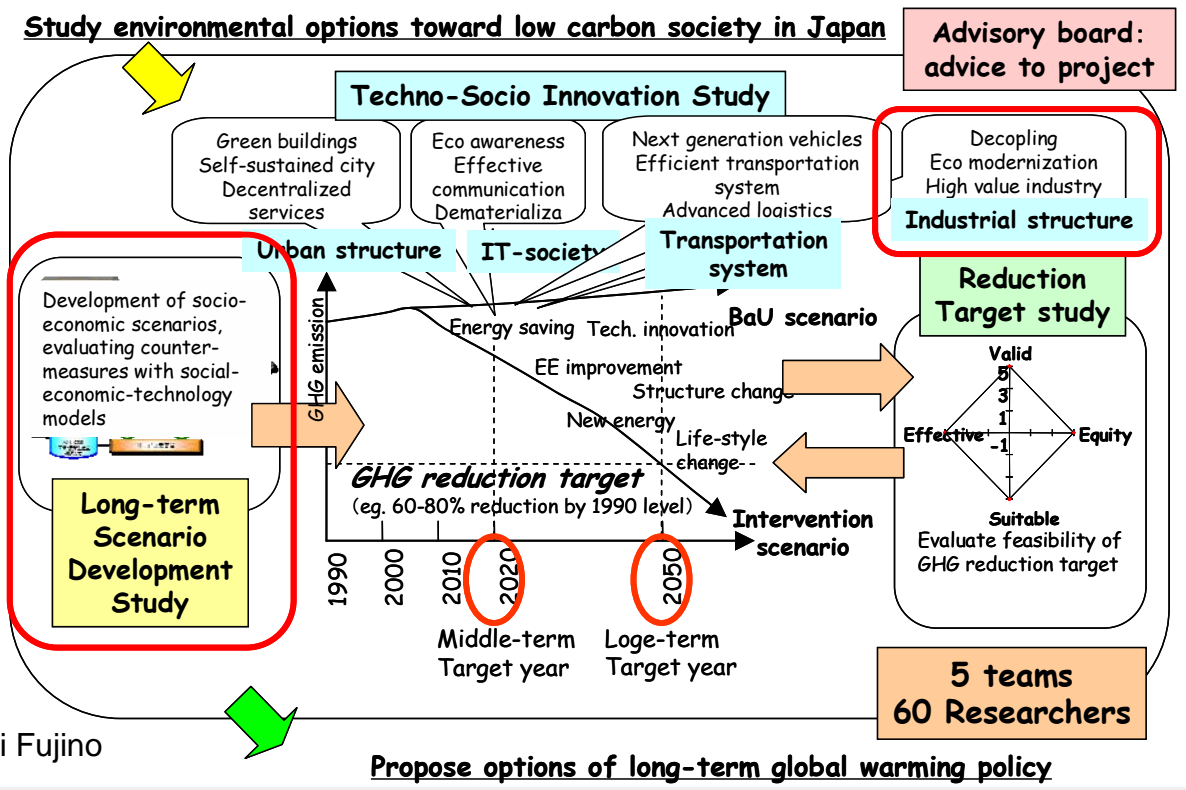 Study environmental options toward low carbon society in Japan
Advisory board:
advice to project
Techno-Socio Innovation Study
Green buildings
Self-sustained city
Decentralized
services
Eco awareness
Effective
communication
Dematerializa
Next generation vehicles
Efficient transportation
system
Advanced logistics
Decopling
Eco modernization
High value industry
Urban structure
IT-society
Transportation
system
Industrial structure
Development of socio-
economic scenarios,
evaluating counter-
measures with social-
economic-technology
models
Long-term
Scenario
Development
Study
GHG emission
Energy saving
Tech. innovation
BaU scenario
EE improvement
Structure change
New energy
Life-style
change
GHG reduction target
(eg. 60-80% reduction by 1990 level)
Intervention
scenario
1990
2000
2010
2020
2050
Middle-term
Target year
Loge-term
Target year
Reduction
Target study
Valid
5
3
1
-1
Effective
Equity
Suitable
Evaluate feasibility of
GHG reduction target
5 teams
60 Researchers
i Fujino
Propose options of long-term global warming policy